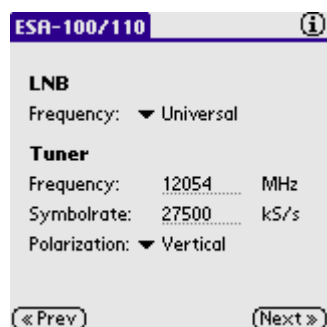 ESA-100/110 i
LNB
Frequency: Universal
Tuner
Frequency: 12054 MHz
Symbolrate: 27500 kS/s
Polarization: Vertical
« Prev Next »